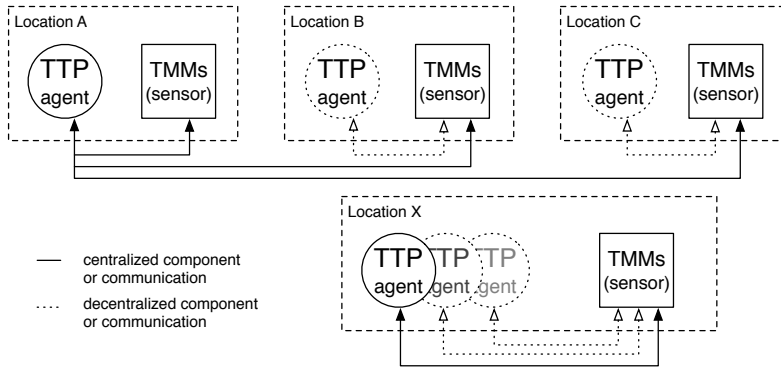 Location A
TTP
agent
TMMs
(sensor)
Location B
TTP
agent
TMMs
(sensor)
Location C
TTP
agent
TMMs
(sensor)
Location X
TTP
agent
TP
gent
TP
gent
TMMs
(sensor)
centralized component
or communication
decentralized component
or communication